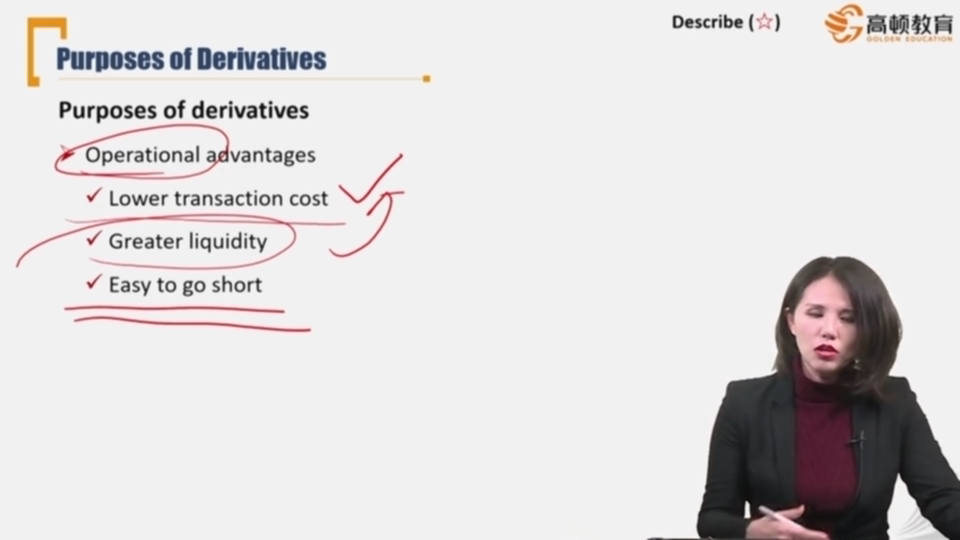 Describe (☆)
高顿教育
GOLDEN EDUCATION
Purposes of Derivatives
Purposes of derivatives
Operational advantages
✓ Lower transaction cost
✓ Greater liquidity
✓ Easy to go short